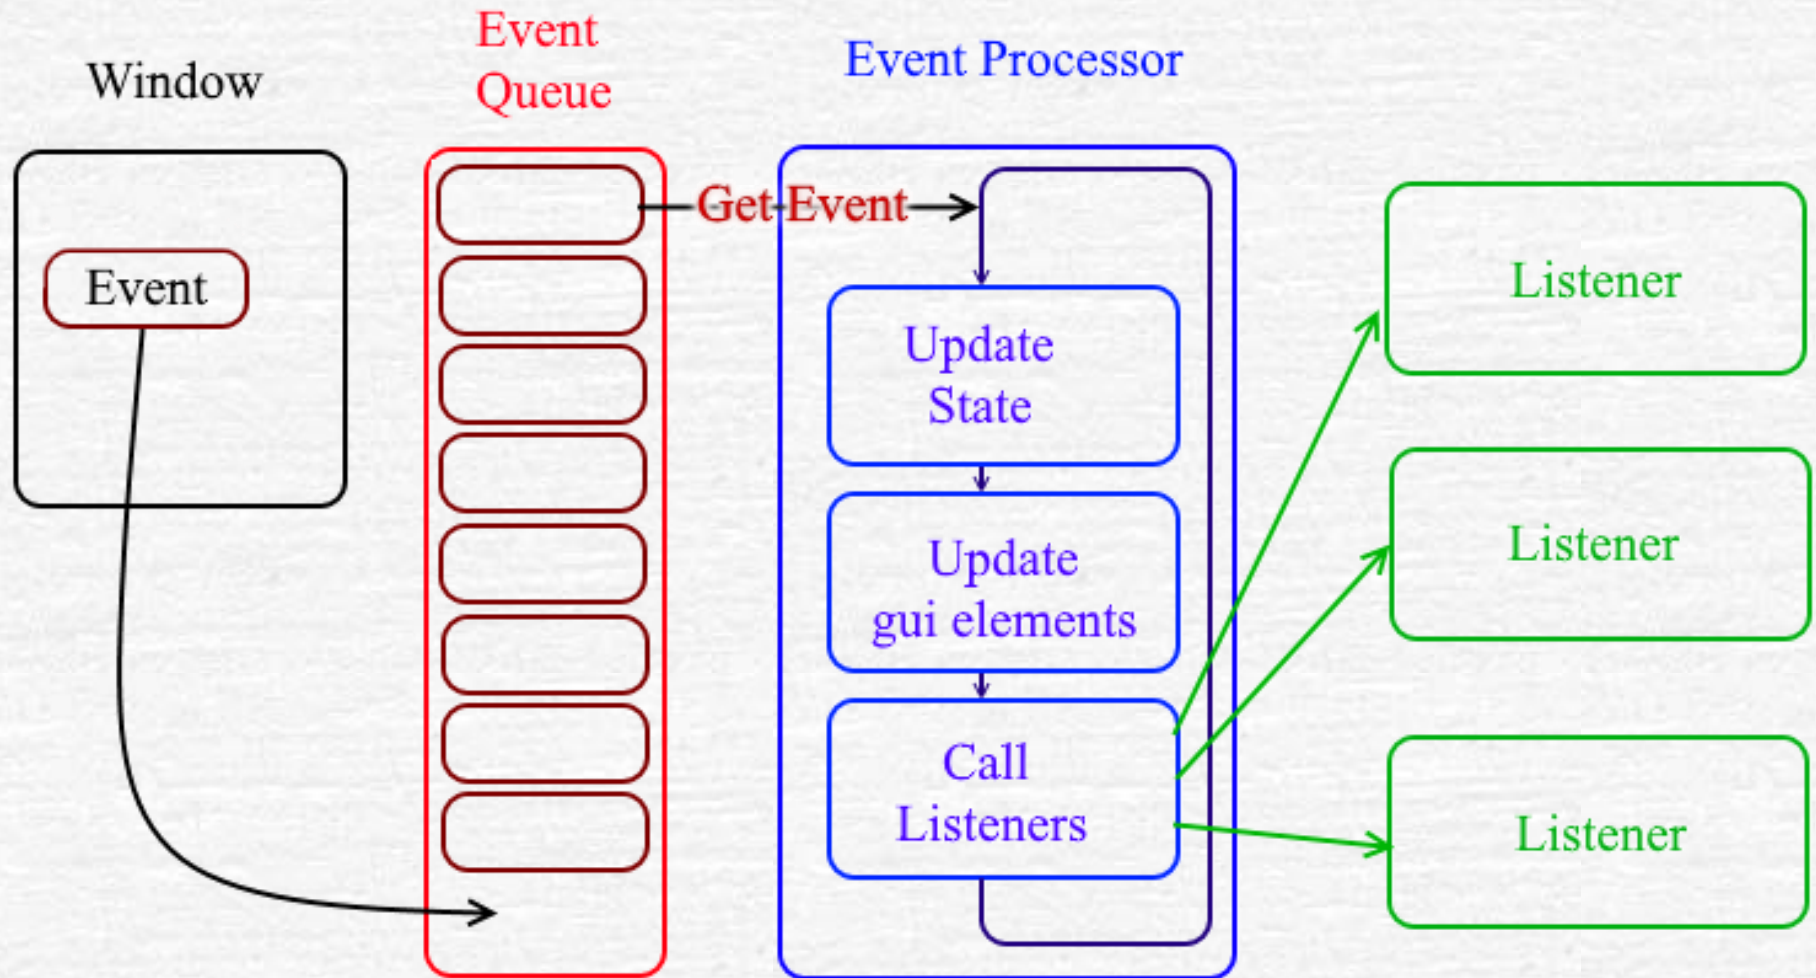 Window
Event
Queue
Event Processor
Event
Get Event
Update
State
Update
gui elements
Call
Listeners
Listener
Listener
Listener